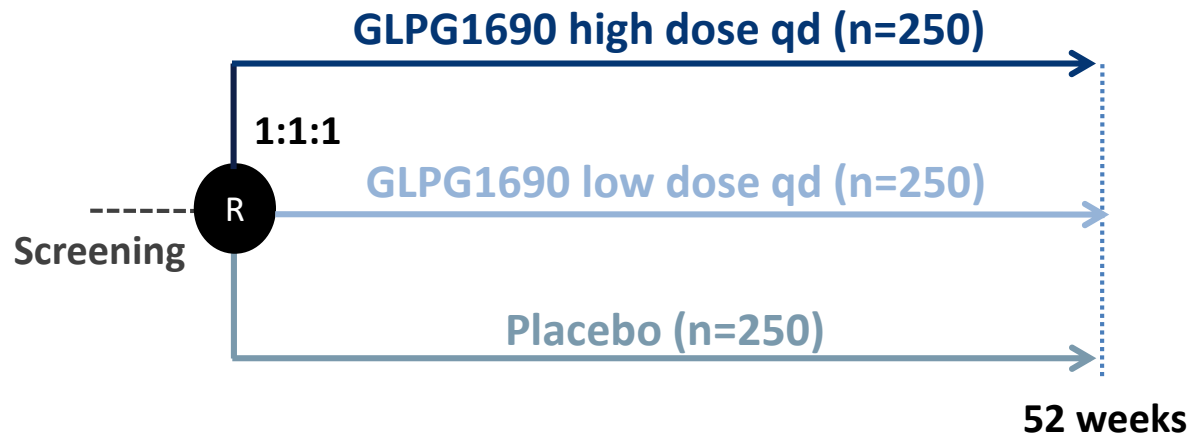 GLPG1690 high dose qd (n=250)
1:1:1
GLPG1690 low dose qd (n=250)
R
Screening
Placebo (n=250)
52 weeks